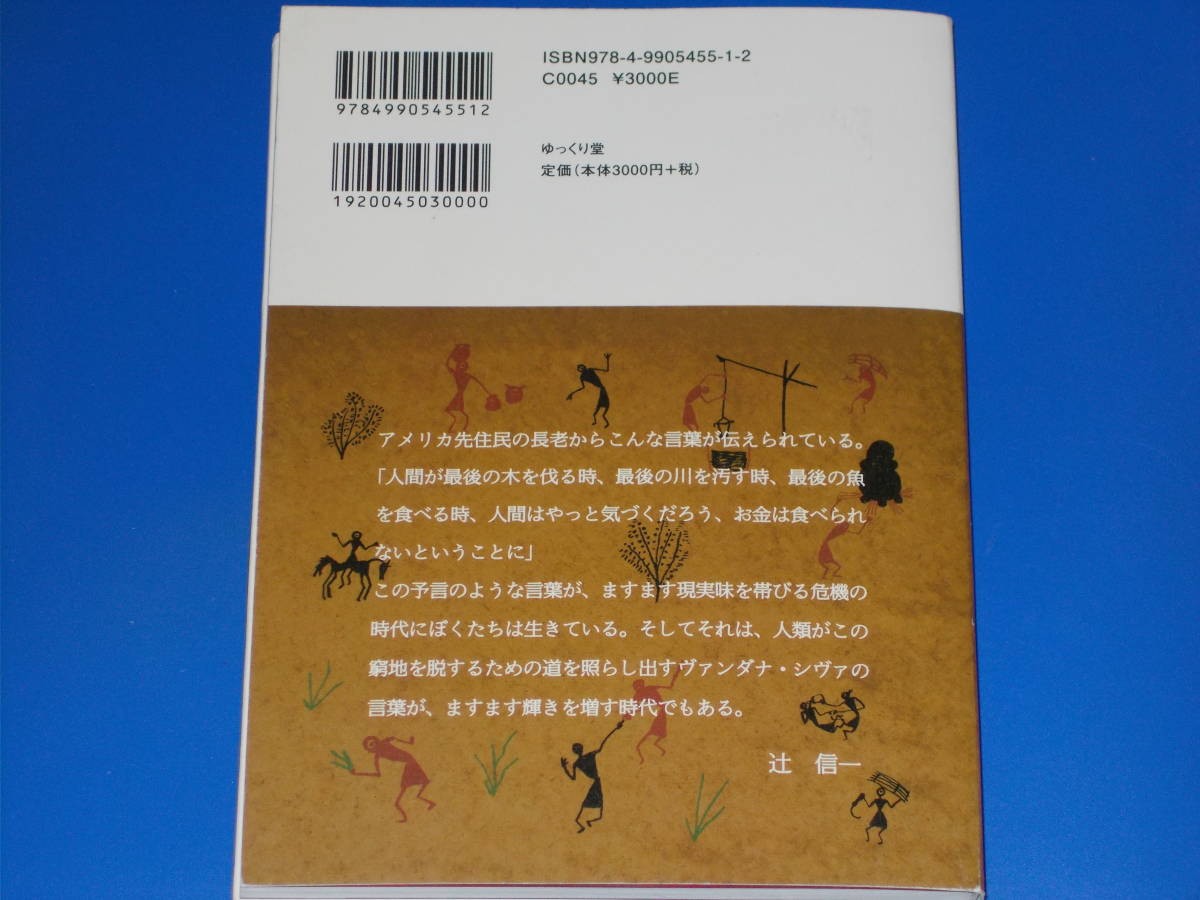 ISBN978-4-9905455-1-2
C0045 ¥3000E
9784990545512
ゆっくり堂
定価(本体3000円+税)
1920045030000
アメリカ先住民の長老からこんな言葉が伝えられている。
「人間が最後の木を伐る時、最後の川を汚す時、最後の魚
を食べる時、人間はやっと気づくだろう、お金は食べられ
ないということに」
この予言のような言葉が、ますます現実味を帯びる危機の
時代にぼくたちは生きている。そしてそれは、人類がこの
窮地を脱するための道を照らし出すヴァンダナ・シヴァの
言葉が、ますます輝きを増す時代でもある。
辻 信一